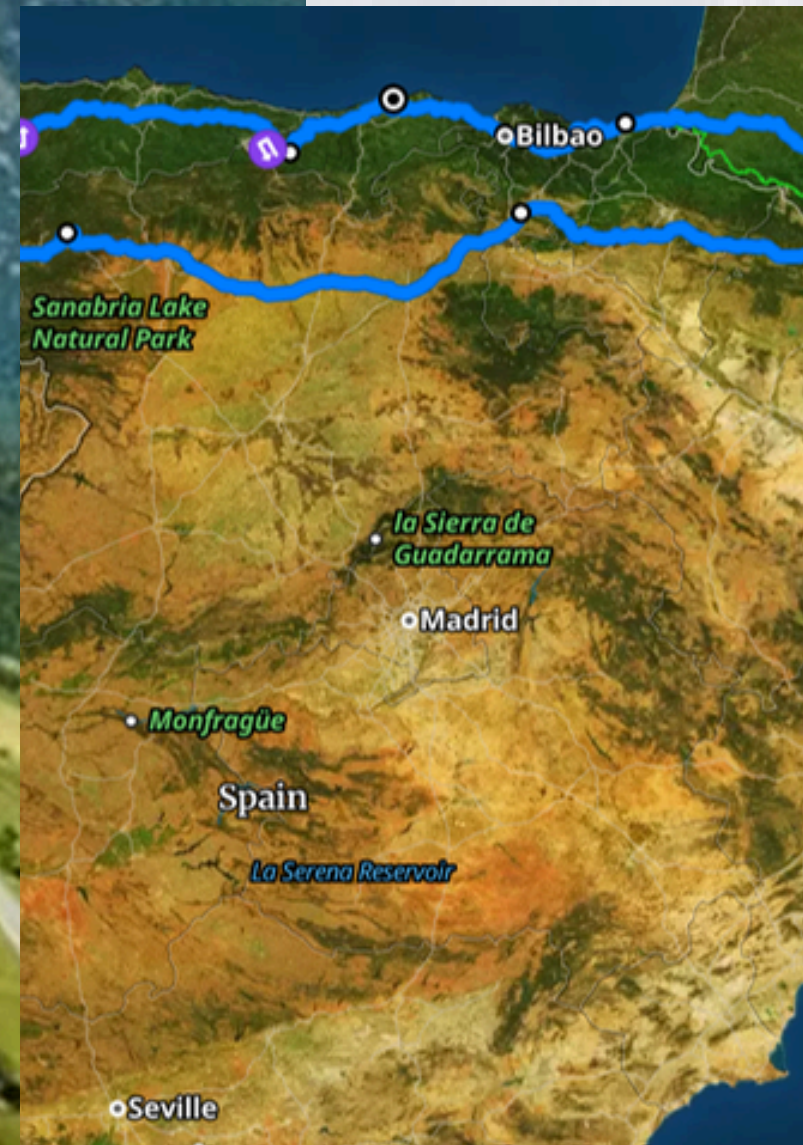 Bilbao
Sanabria Lake
Natural Park
la Sierra de
Guadarrama
Madrid
Monfragüe
Spain
La Serena Reservoir
Seville